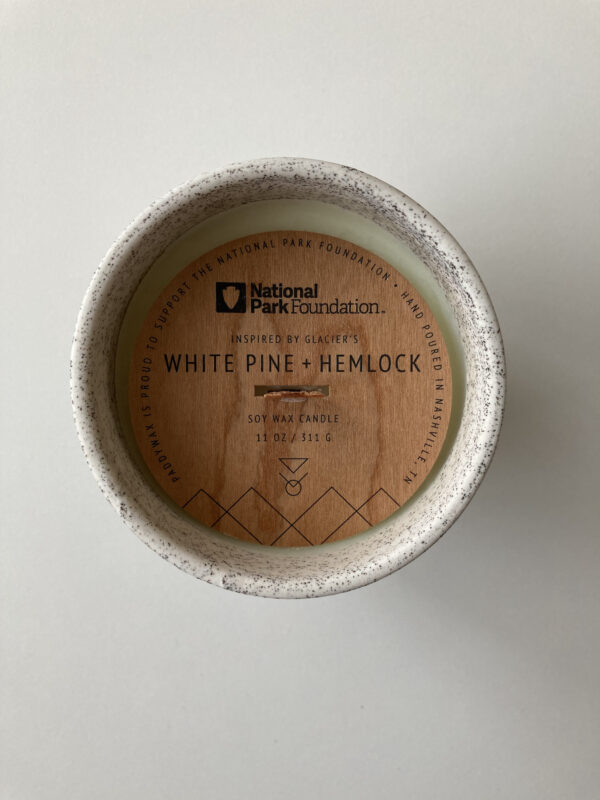 PADDYWAX IS PROUD TO SUPPORT THE NATIONAL PARK FOUNDATION • HAND POURED IN NASHVILLE, TN
National
Park Foundation™
INSPIRED BY GLACIER'S
WHITE PINE + HEMLOCK
SOY WAX CANDLE
11 OZ / 311 G